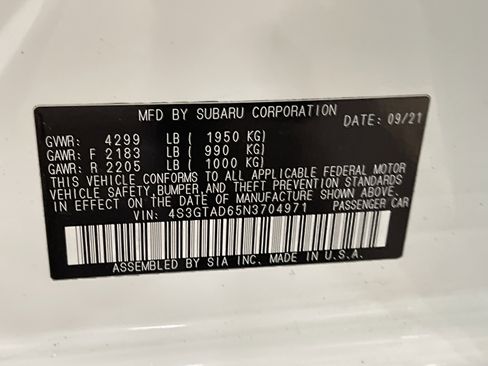 MFD BY SUBARU CORPORATION DATE: 09/21
GVWR: 4299 LB ( 1950 KG)
GAWR: F 2183 LB ( 990 KG)
GAWR: R 2205 LB ( 1000 KG)
THIS VEHICLE CONFORMS TO ALL APPLICABLE FEDERAL MOTOR
VEHICLE SAFETY, BUMPER, AND THEFT PREVENTION STANDARDS
IN EFFECT ON THE DATE OF MANUFACTURE SHOWN ABOVE.
VIN: 4S3GTAD65N3704971 PASSENGER CAR
ASSEMBLED BY SIA INC. MADE IN U.S.A.